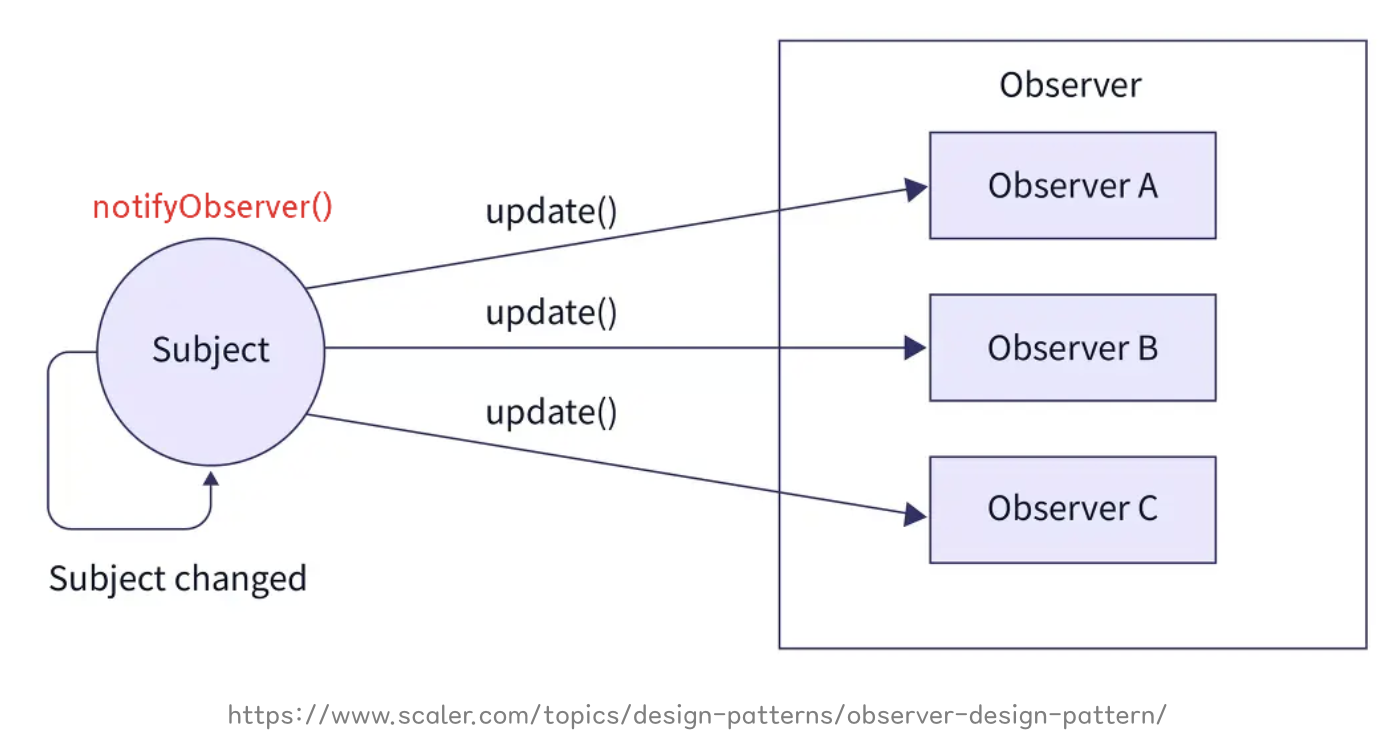 Observer
Observer A
notifyObserver()
update()
update()
Subject
Observer B
update()
Observer C
Subject changed
https://www.scaler.com/topics/design-patterns/observer-design-pattern/